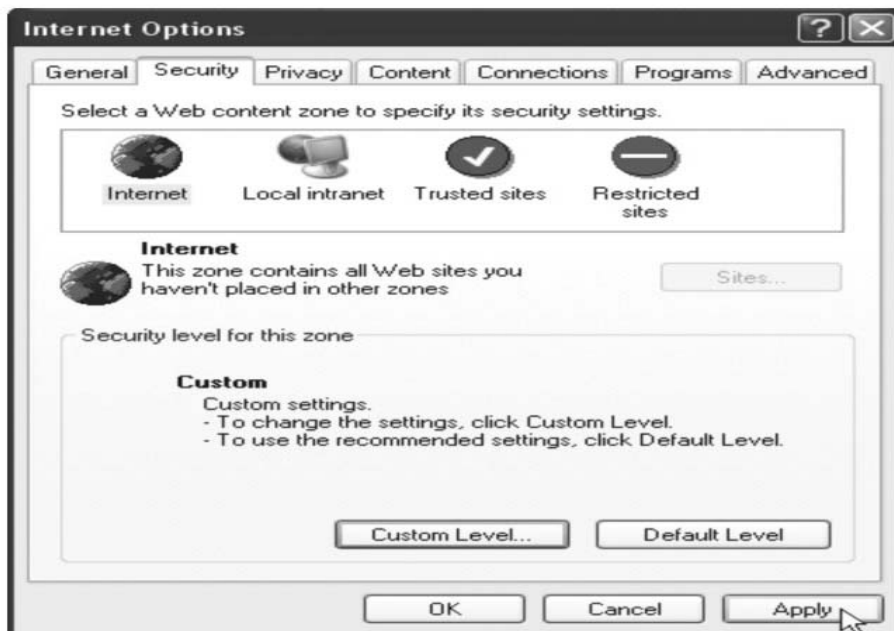 Internet Options
General Security Privacy Content Connections Programs Advanced
Select a Web content zone to specify its security settings.
Internet Local intranet Trusted sites Restricted sites
Internet
This zone contains all Web sites you
haven't placed in other zones
Sites...
Security level for this zone
Custom
Custom settings.
- To change the settings, click Custom Level.
- To use the recommended settings, click Default Level.
Custom Level... Default Level
OK Cancel Apply